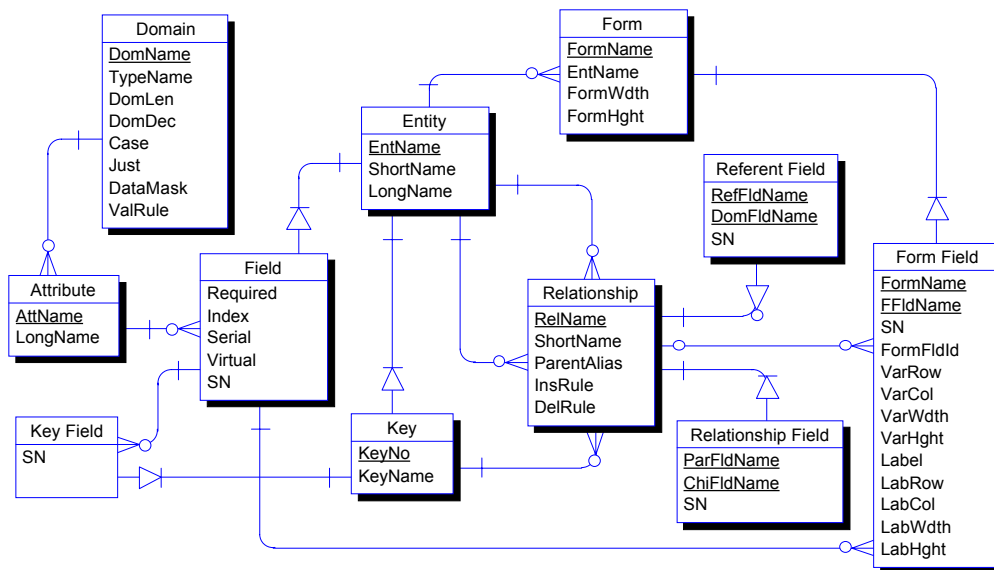 Domain
DomName
TypeName
DomLen
DomDec
Case
Just
DataMask
ValRule
Form
FormName
EntName
FormWdth
FormHght
Entity
EntName
ShortName
LongName
Referent Field
RefFldName
DomFldName
SN
Attribute
AttName
LongName
Field
Required
Index
Serial
Virtual
SN
Relationship
RelName
ShortName
ParentAlias
InsRule
DelRule
Form Field
FormName
FFldName
SN
FormFldId
VarRow
VarCol
VarWdth
VarHght
Label
LabRow
LabCol
LabWdth
LabHght
Key Field
SN
Key
KeyNo
KeyName
Relationship Field
ParFldName
ChiFldName
SN